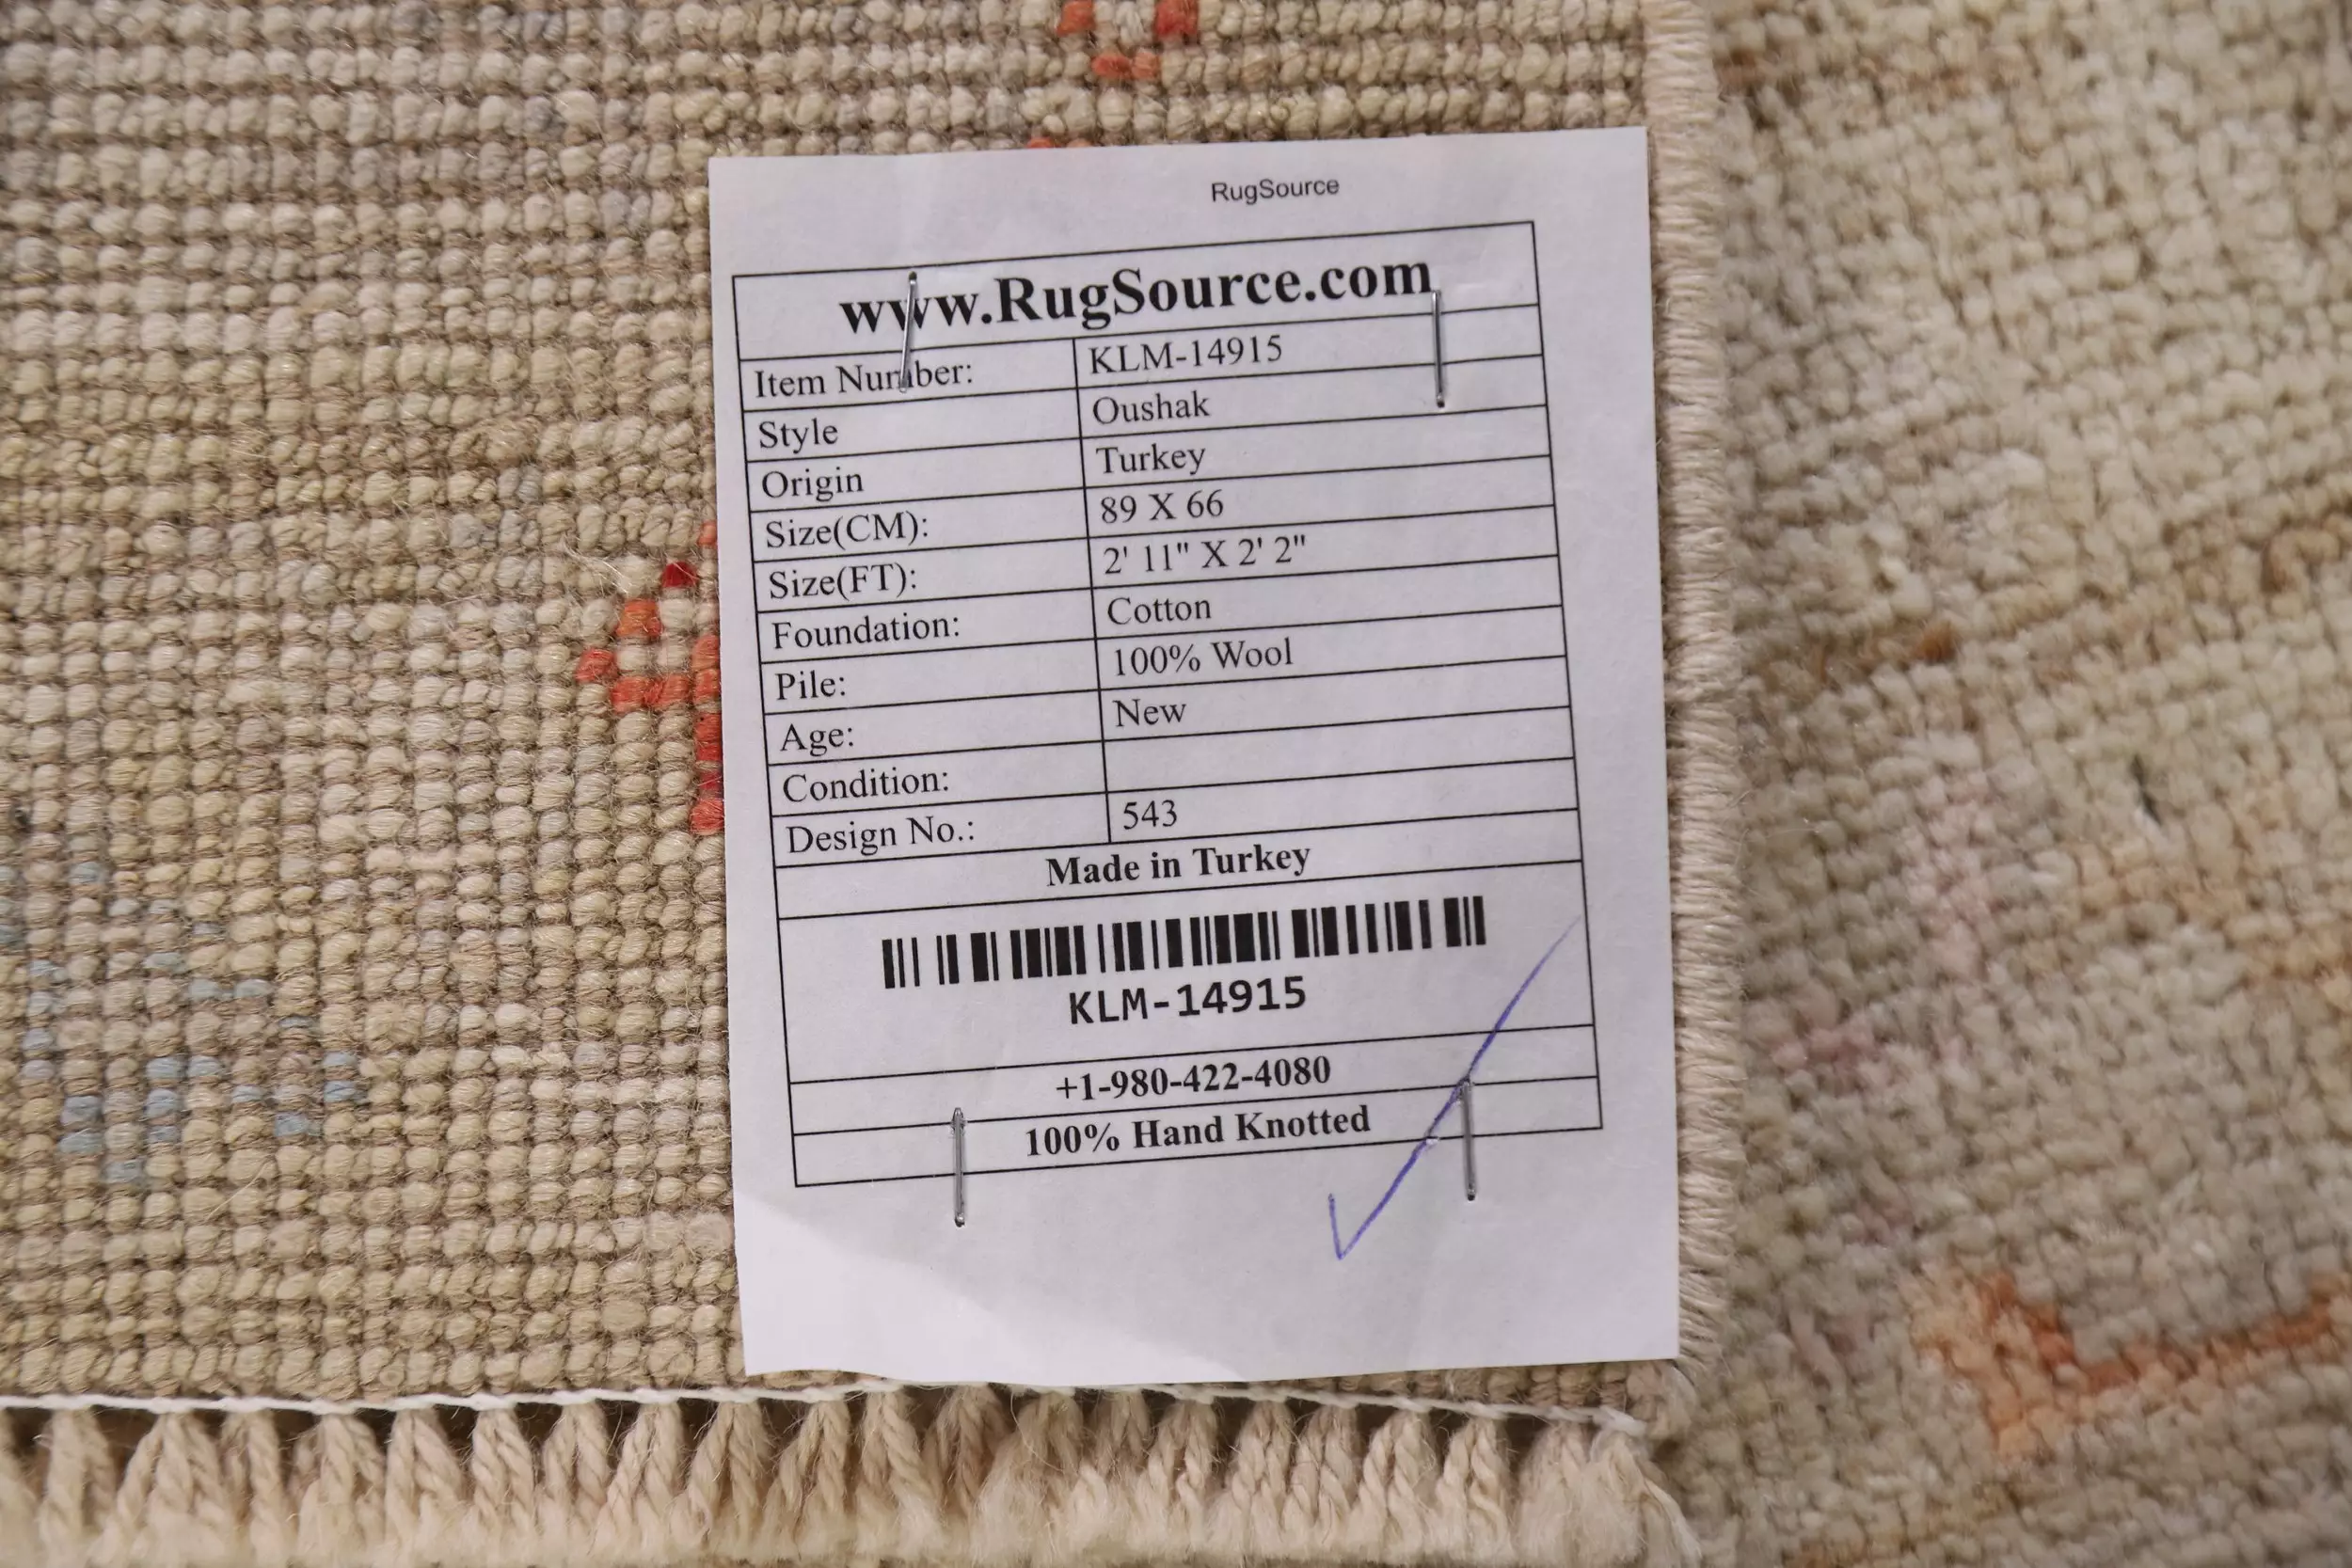 RugSource
www.RugSource.com
Item Number: KLM-14915
Style Oushak
Origin Turkey
Size(CM): 89 X 66
Size(FT): 2' 11" X 2' 2"
Foundation: Cotton
Pile: 100% Wool
Age: New
Condition:
Design No.: 543
Made in Turkey
KLM-14915
+1-980-422-4080
100% Hand Knotted